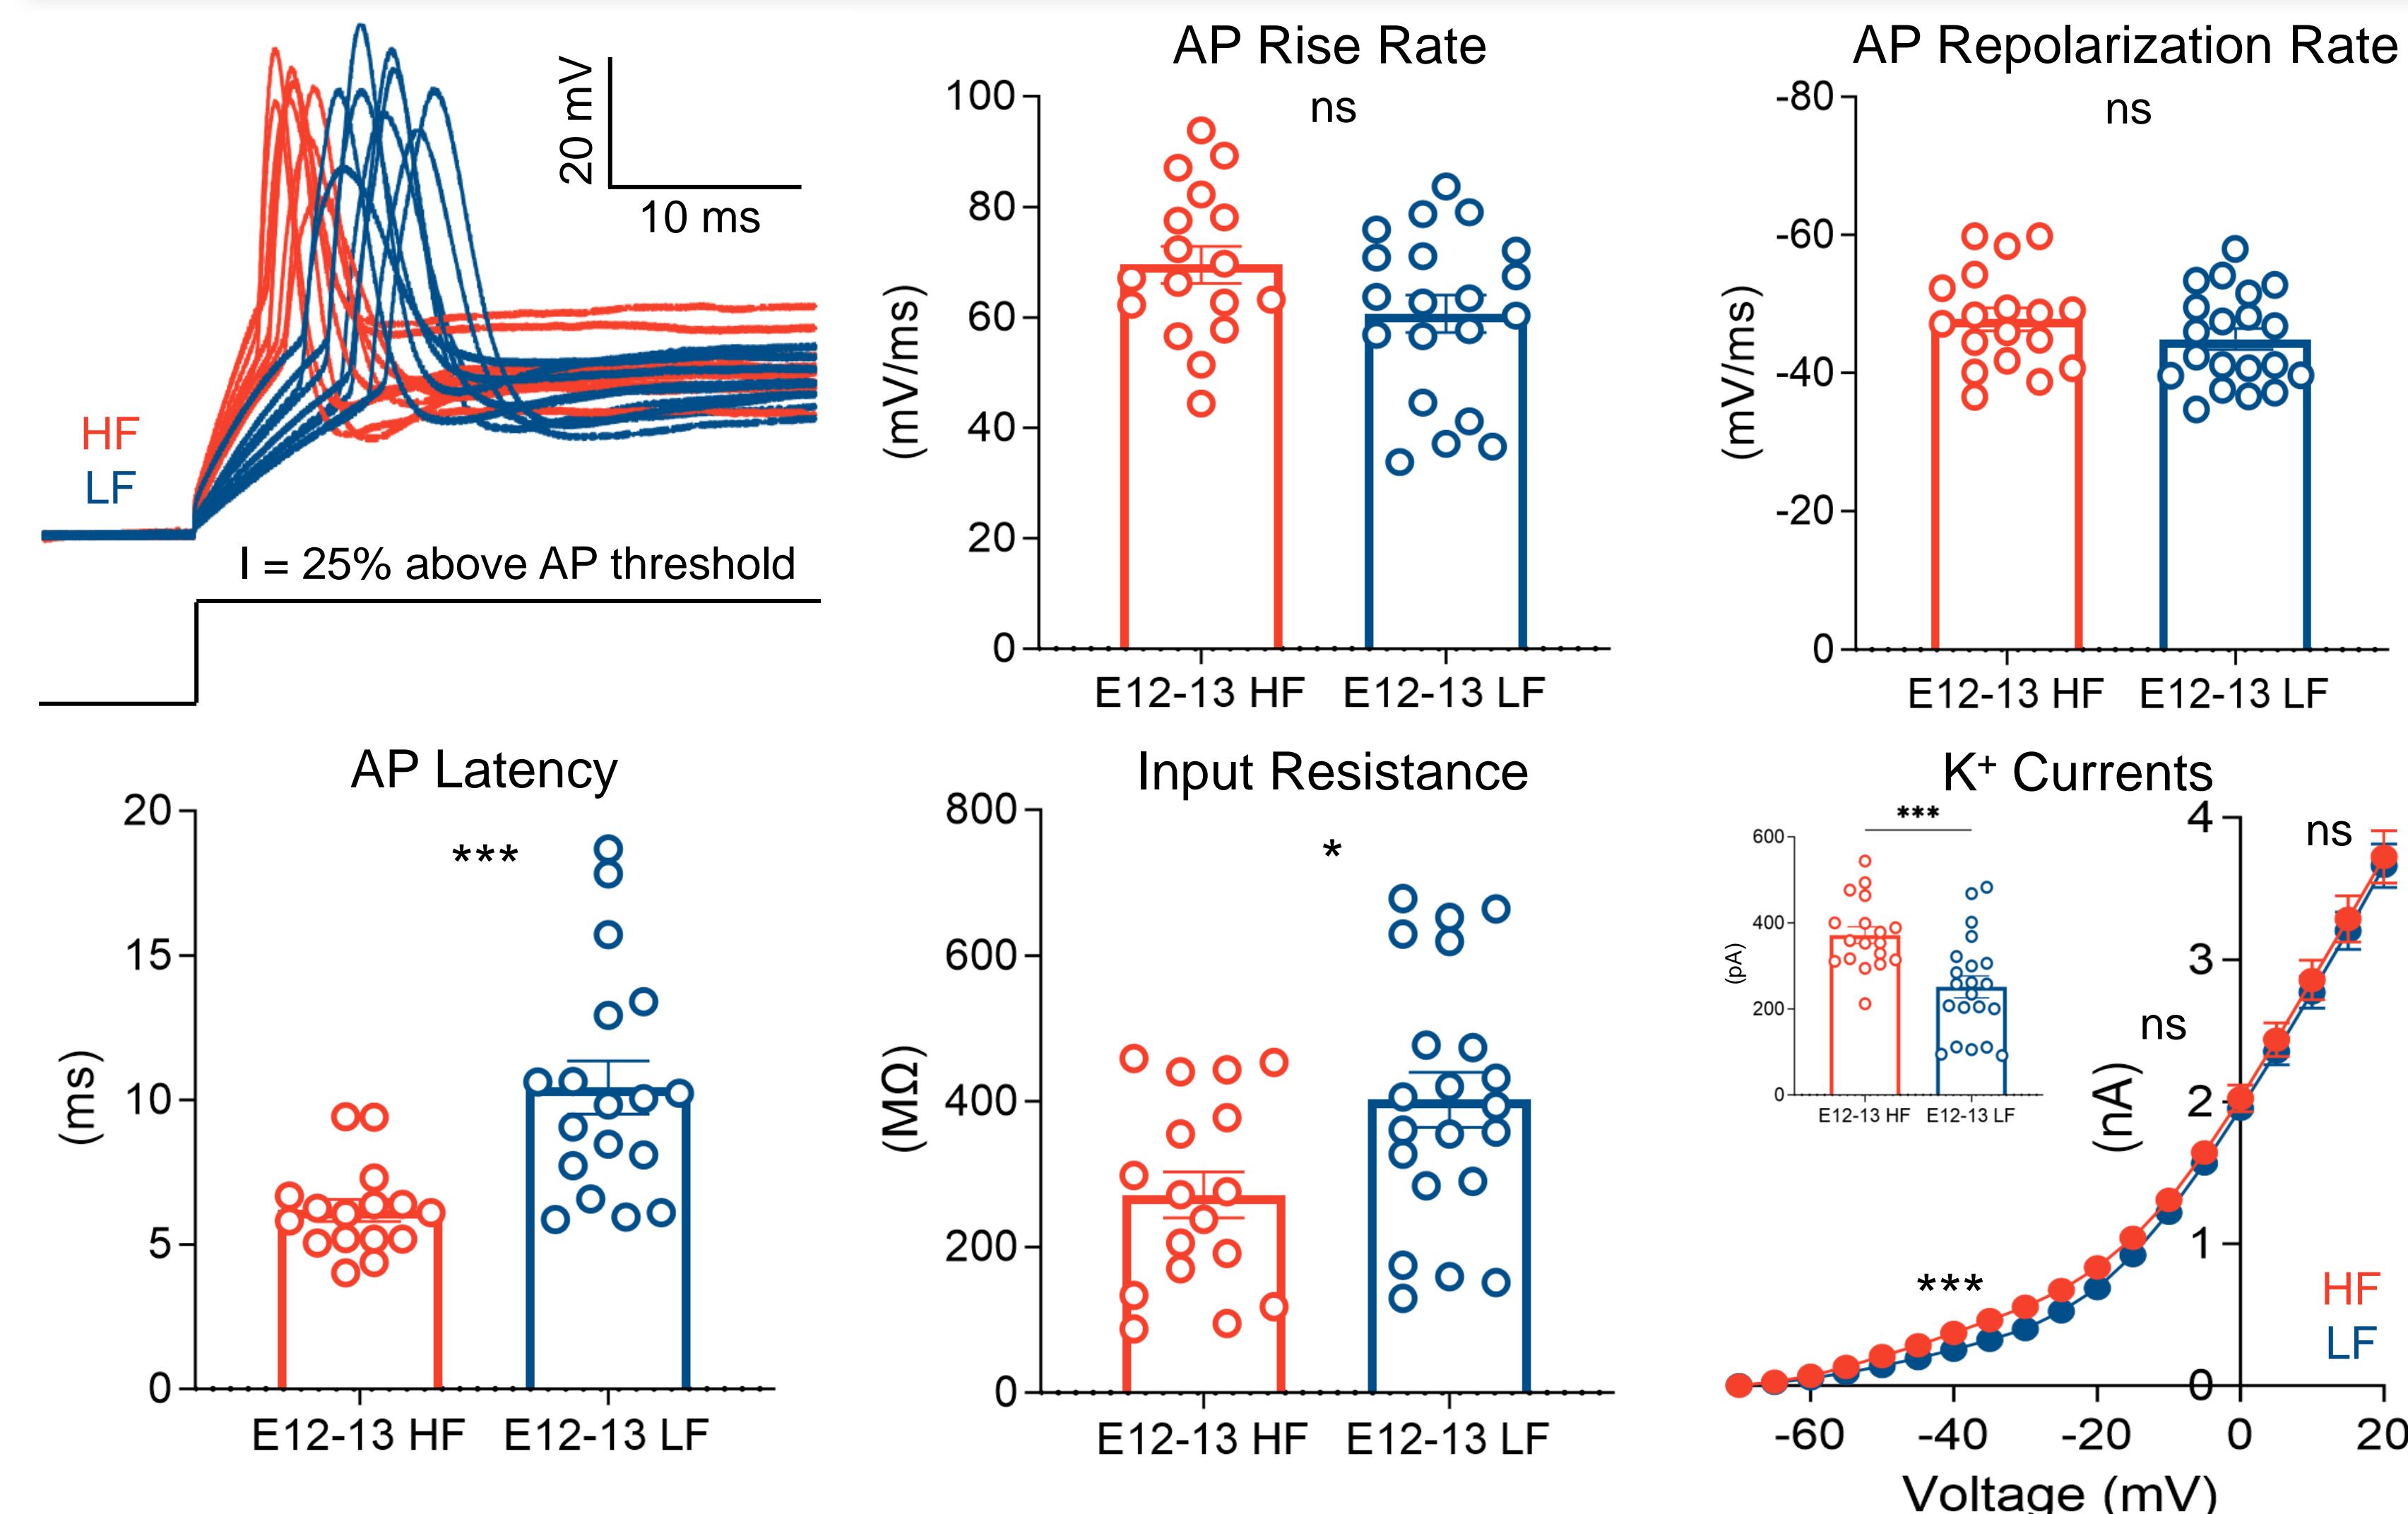 20 mV
10 ms
HF
LF
I = 25% above AP threshold
AP Rise Rate
ns
(mV/ms)
100
80
60
40
20
0
E12-13 HF E12-13 LF
AP Repolarization Rate
ns
(mV/ms)
-80
-60
-40
-20
0
E12-13 HF E12-13 LF
AP Latency
***
(ms)
20
15
10
5
0
E12-13 HF E12-13 LF
Input Resistance
*
(MΩ)
800
600
400
200
0
E12-13 HF E12-13 LF
K⁺ Currents
***
(pA)
600
400
200
0
E12-13 HF E12-13 LF
ns
ns
***
(nA)
4
3
2
1
0
HF
LF
-60 -40 -20 0 20
Voltage (mV)